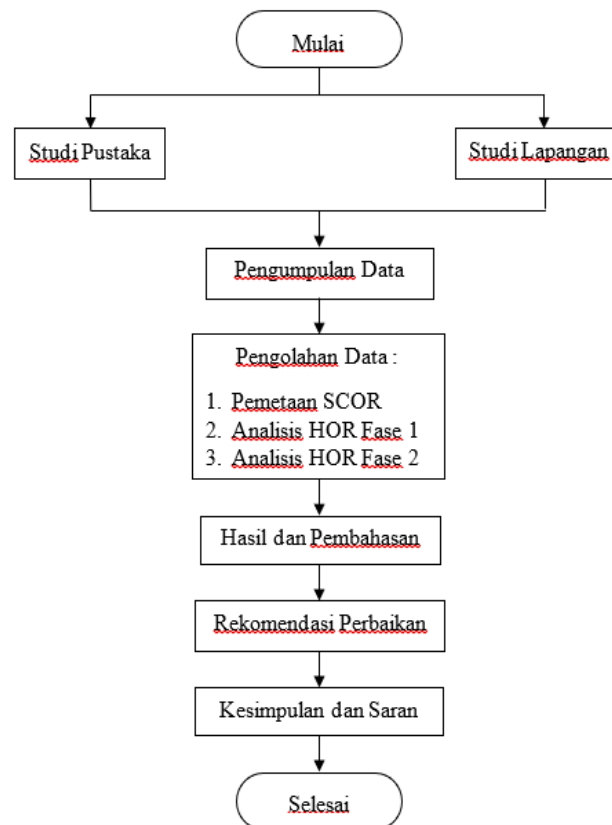 Mulai
Studi Pustaka
Studi Lapangan
Pengumpulan Data
Pengolahan Data :
1. Pemetaan SCOR
2. Analisis HOR Fase 1
3. Analisis HOR Fase 2
Hasil dan Pembahasan
Rekomendasi Perbaikan
Kesimpulan dan Saran
Selesai